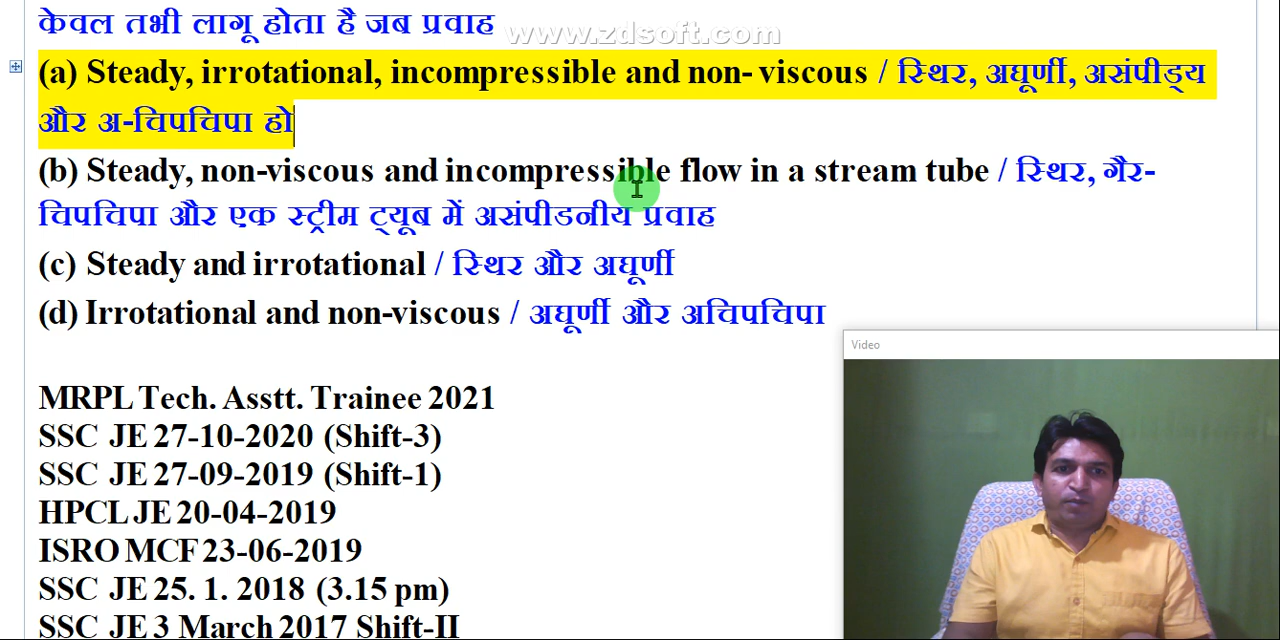 केवल तभी लागू होता है जब प्रवाह
www.zdsoft.com
(a) Steady, irrotational, incompressible and non- viscous / स्थिर, अघूर्णी, असंपीड्य
और अ-चिपचिपा हो
(b) Steady, non-viscous and incompressible flow in a stream tube / स्थिर, गैर-
चिपचिपा और एक स्ट्रीम ट्यूब में असंपीडनीय प्रवाह
(c) Steady and irrotational / स्थिर और अघूर्णी
(d) Irrotational and non-viscous / अघूर्णी और अचिपचिपा
Video
MRPL Tech. Asstt. Trainee 2021
SSC JE 27-10-2020 (Shift-3)
SSC JE 27-09-2019 (Shift-1)
HPCL JE 20-04-2019
ISRO MCF 23-06-2019
SSC JE 25. 1. 2018 (3.15 pm)
SSC JE 3 March 2017 Shift-II